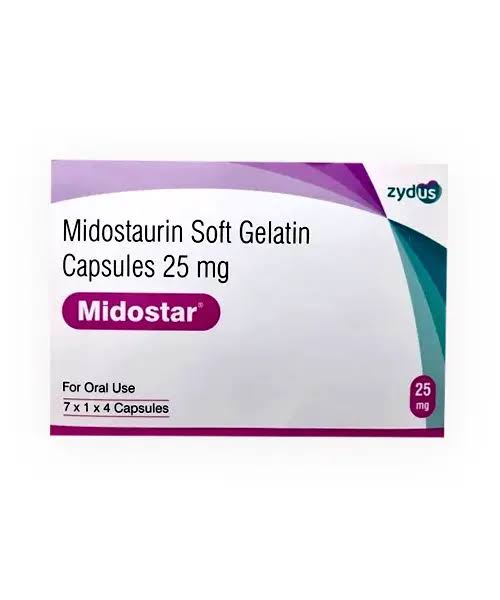 zydus
Midostaurin Soft Gelatin
Capsules 25 mg
Midostar®
For Oral Use
7 x 1 x 4 Capsules
25
mg